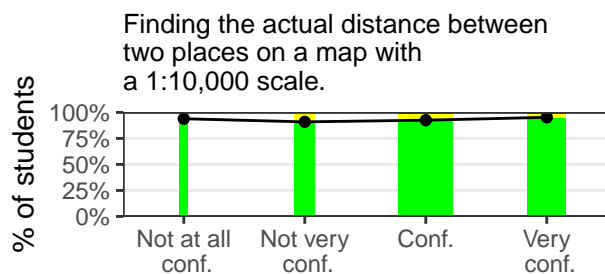 Finding the actual distance between
two places on a map with
a 1:10,000 scale.
% of students
100%
75%
50%
25%
0%
Not at all
conf.
Not very
conf.
Conf.
Very
conf.